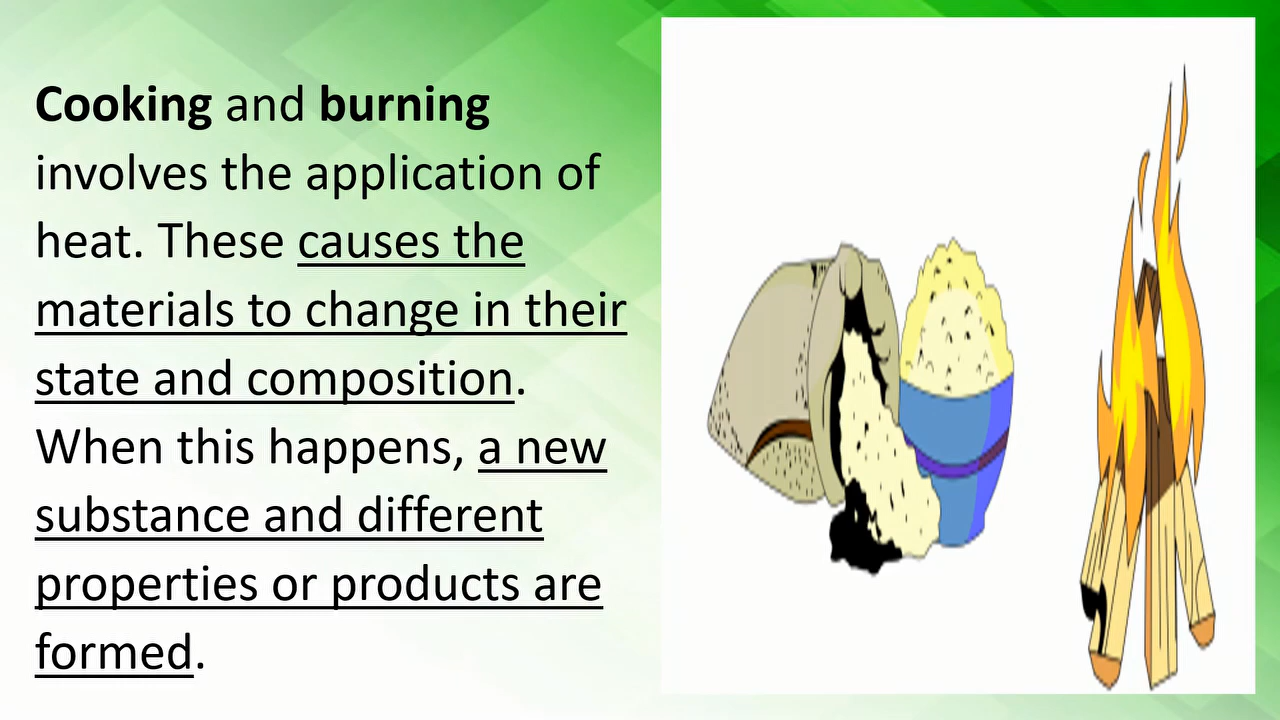 Cooking and burning
involves the application of
heat. These causes the
materials to change in their
state and composition.
When this happens, a new
substance and different
properties or products are
formed.